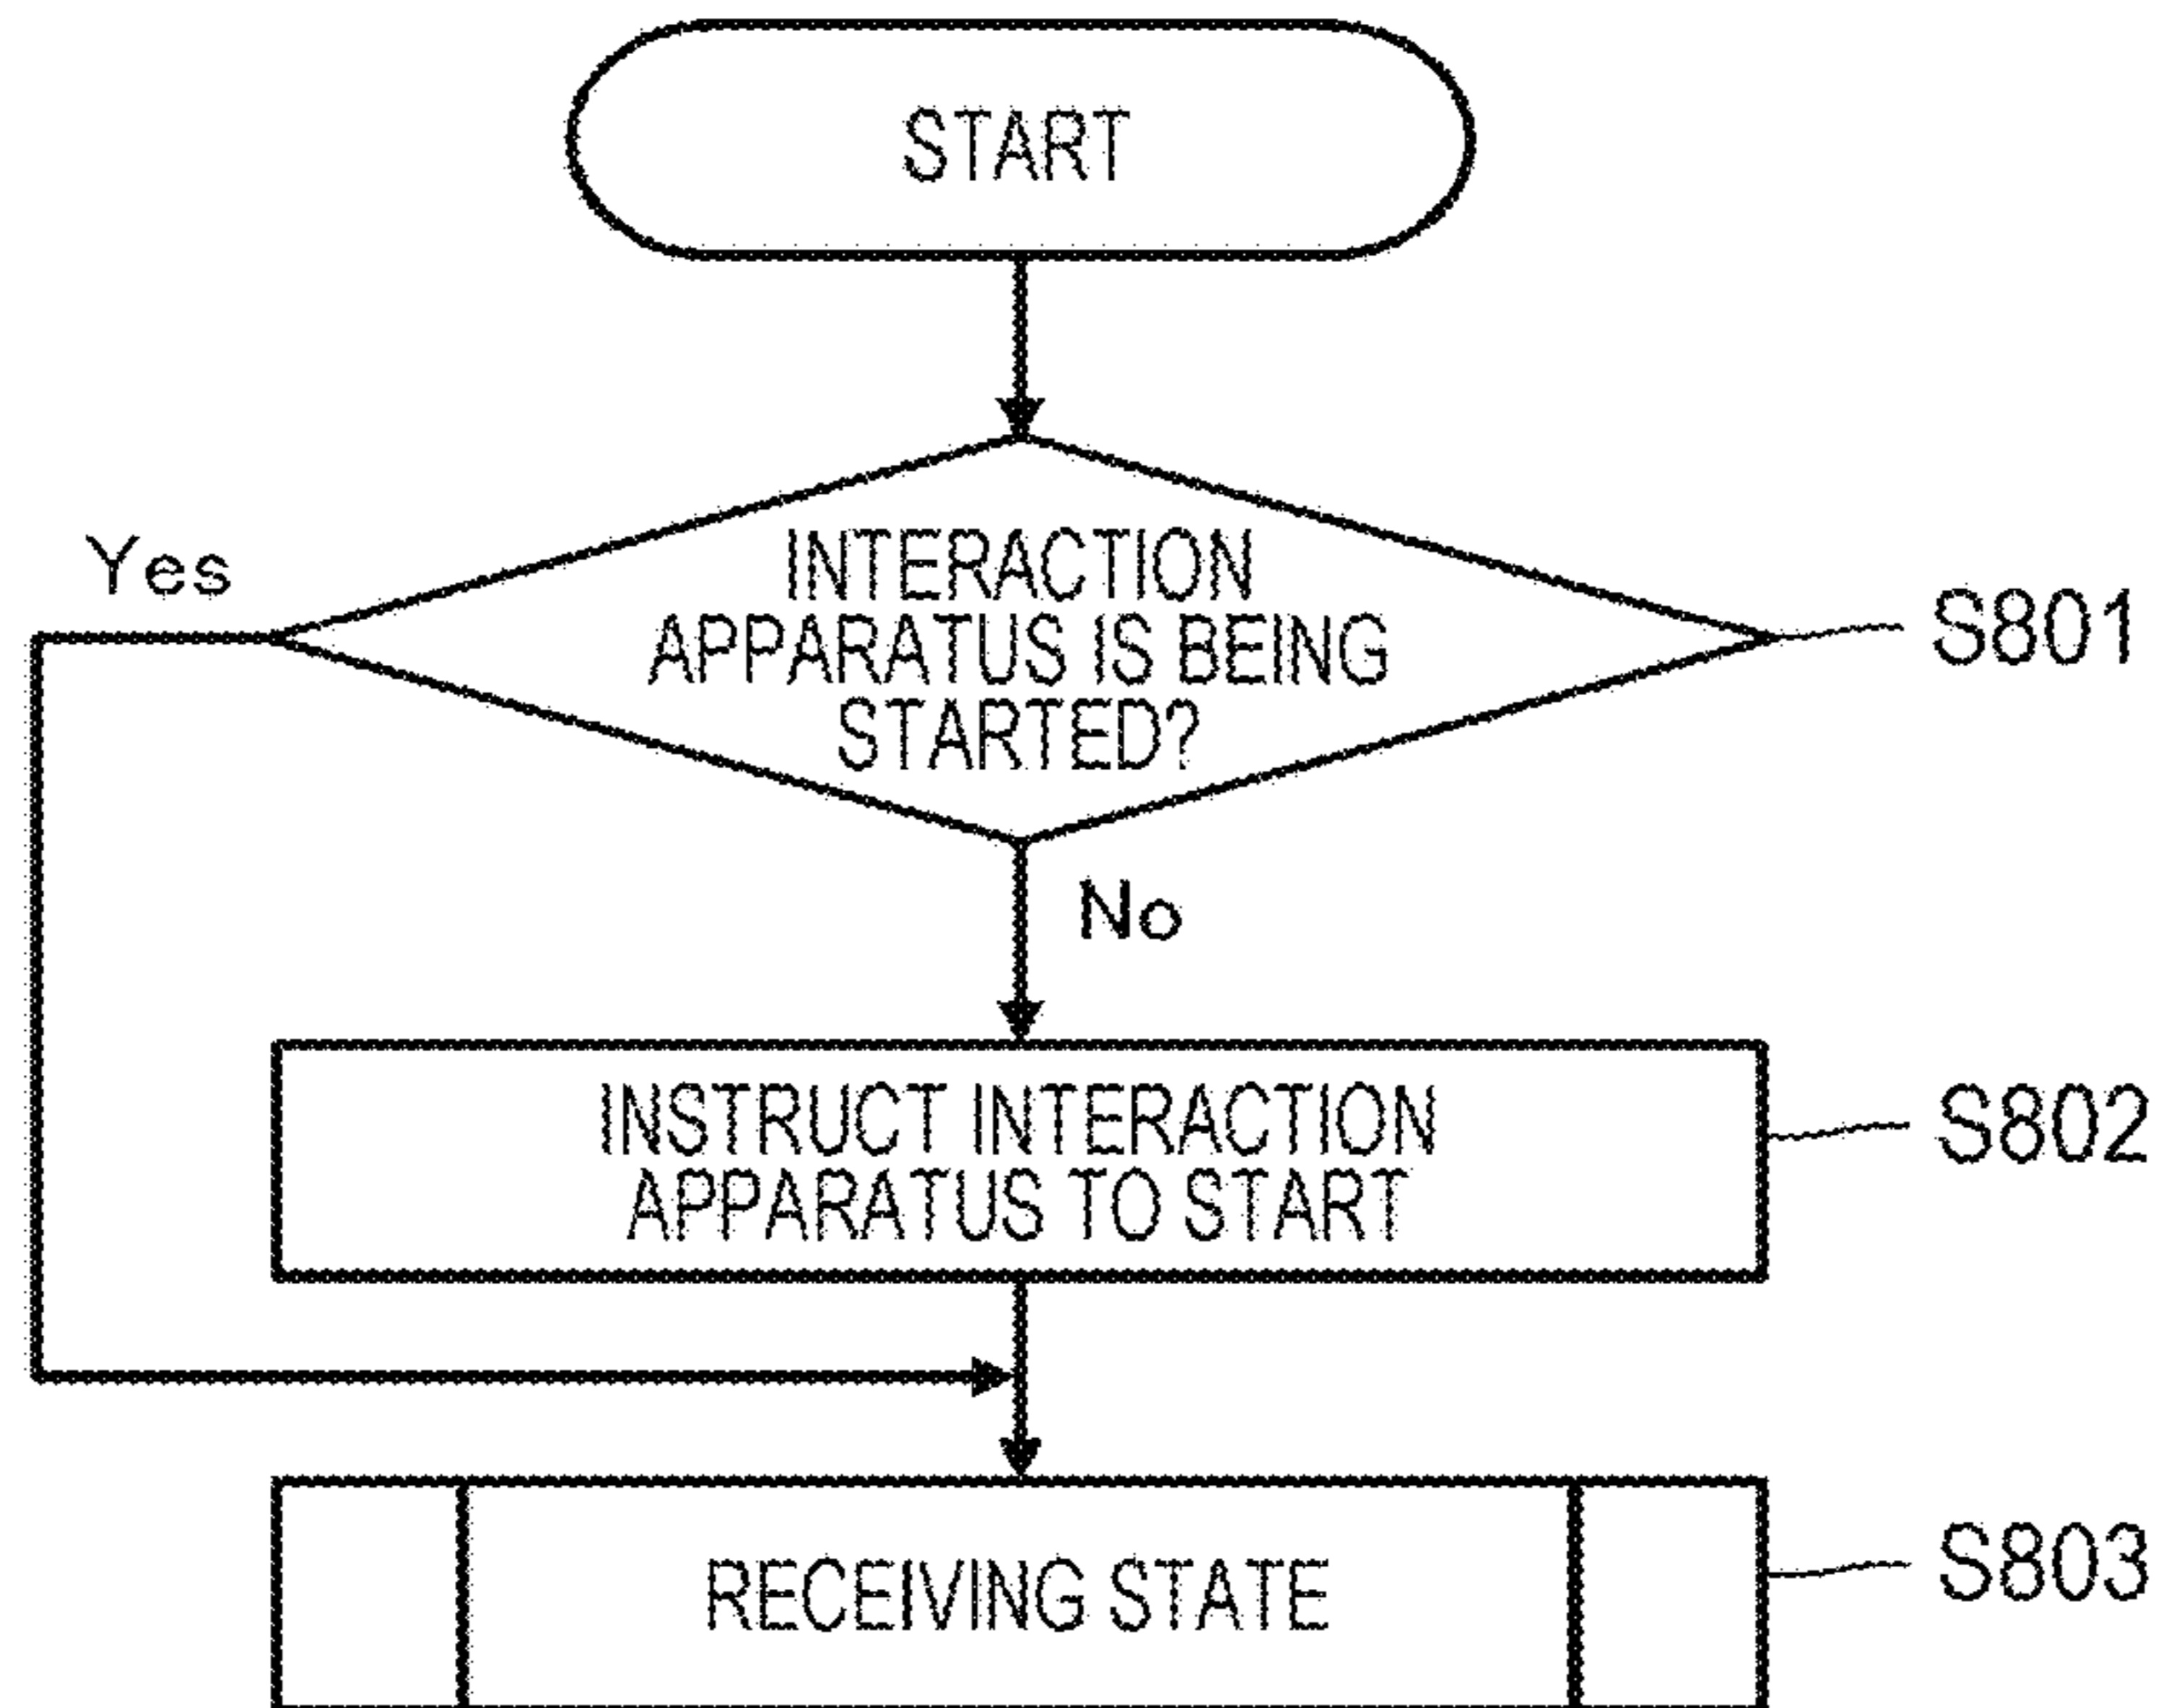 START
Yes
INTERACTION
APPARATUS IS BEING
STARTED?
S801
No
INSTRUCT INTERACTION
APPARATUS TO START
S802
RECEIVING STATE
S803